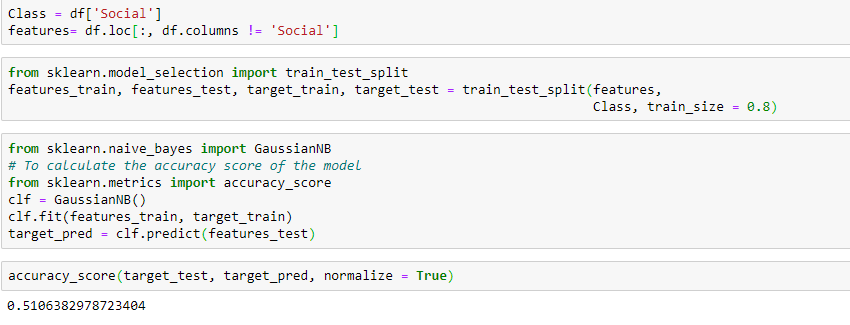 Class = df['Social']
features= df.loc[:, df.columns != 'Social']
from sklearn.model_selection import train_test_split
features_train, features_test, target_train, target_test = train_test_split(features,
Class, train_size = 0.8)
from sklearn.naive_bayes import GaussianNB
# To calculate the accuracy score of the model
from sklearn.metrics import accuracy_score
clf = GaussianNB()
clf.fit(features_train, target_train)
target_pred = clf.predict(features_test)
accuracy_score(target_test, target_pred, normalize = True)
0.5106382978723404